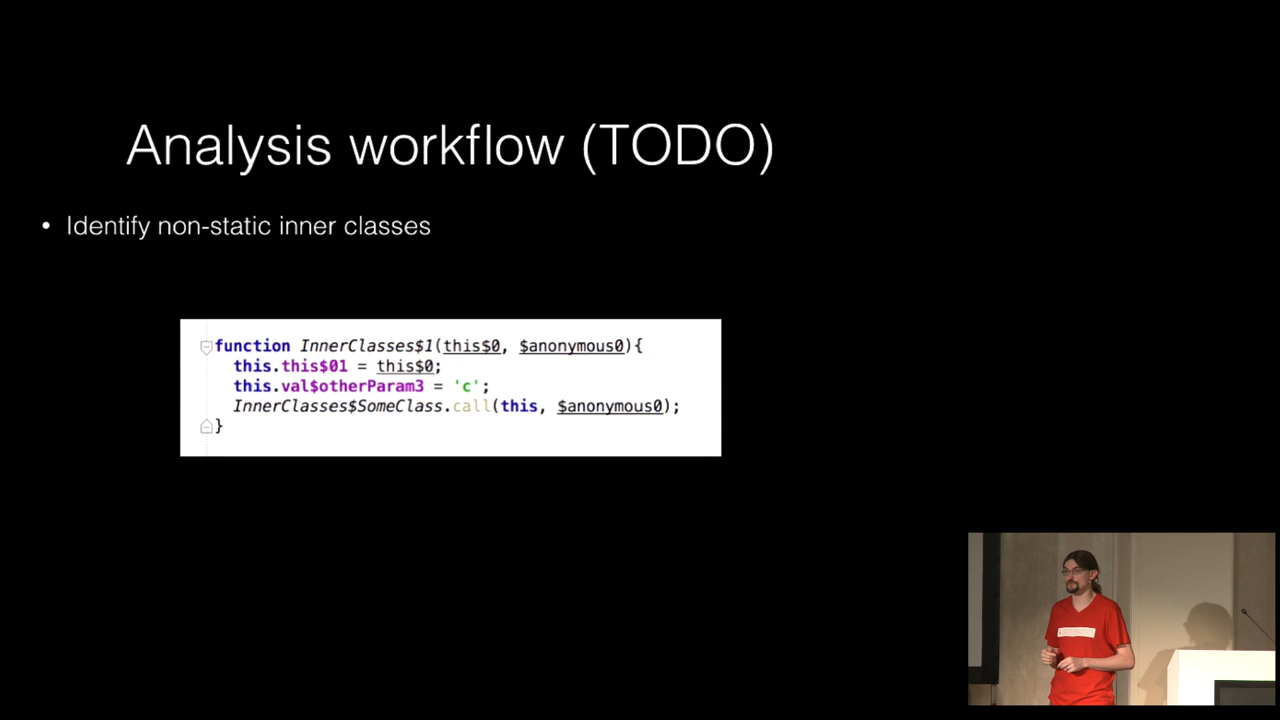 Analysis workflow (TODO)
• Identify non-static inner classes
function InnerClasses$1(this$0, $anonymous0){
this.this$01 = this$0;
this.val$otherParam3 = 'c';
InnerClasses$SomeClass.call(this, $anonymous0);
}